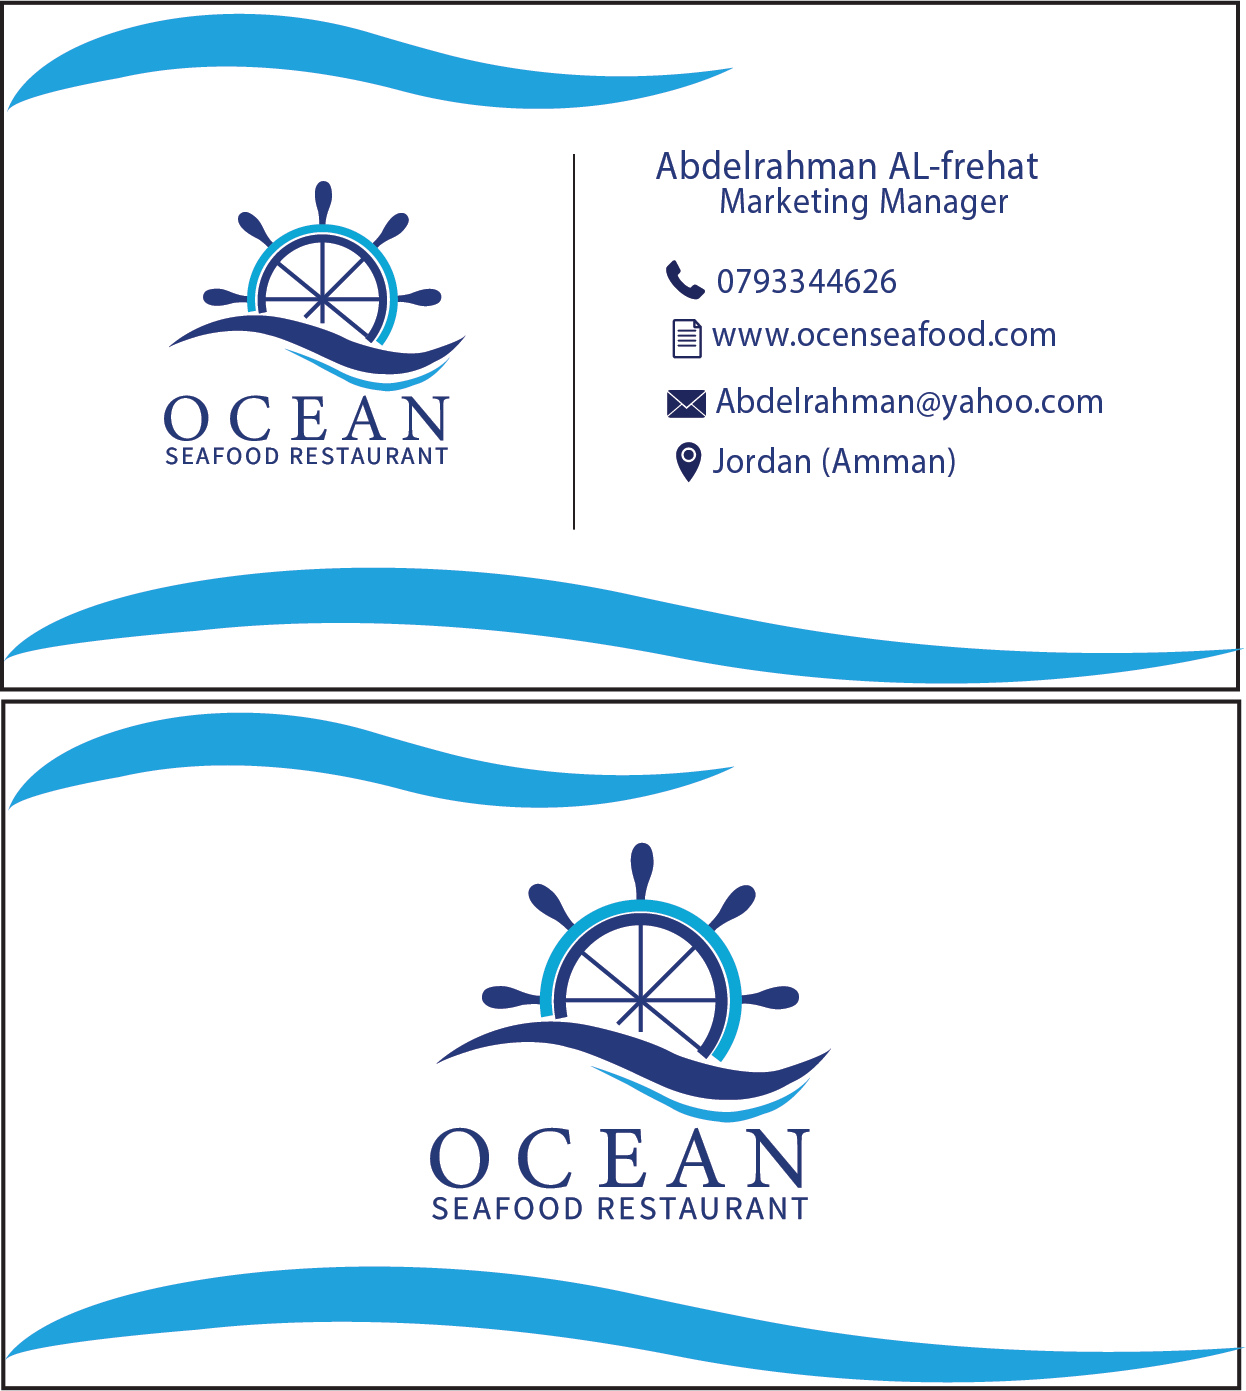 Abdelrahman AL-frehat
Marketing Manager
0793344626
www.ocenseafood.com
Abdelrahman@yahoo.com
Jordan (Amman)
OCEAN
SEAFOOD RESTAURANT
OCEAN
SEAFOOD RESTAURANT